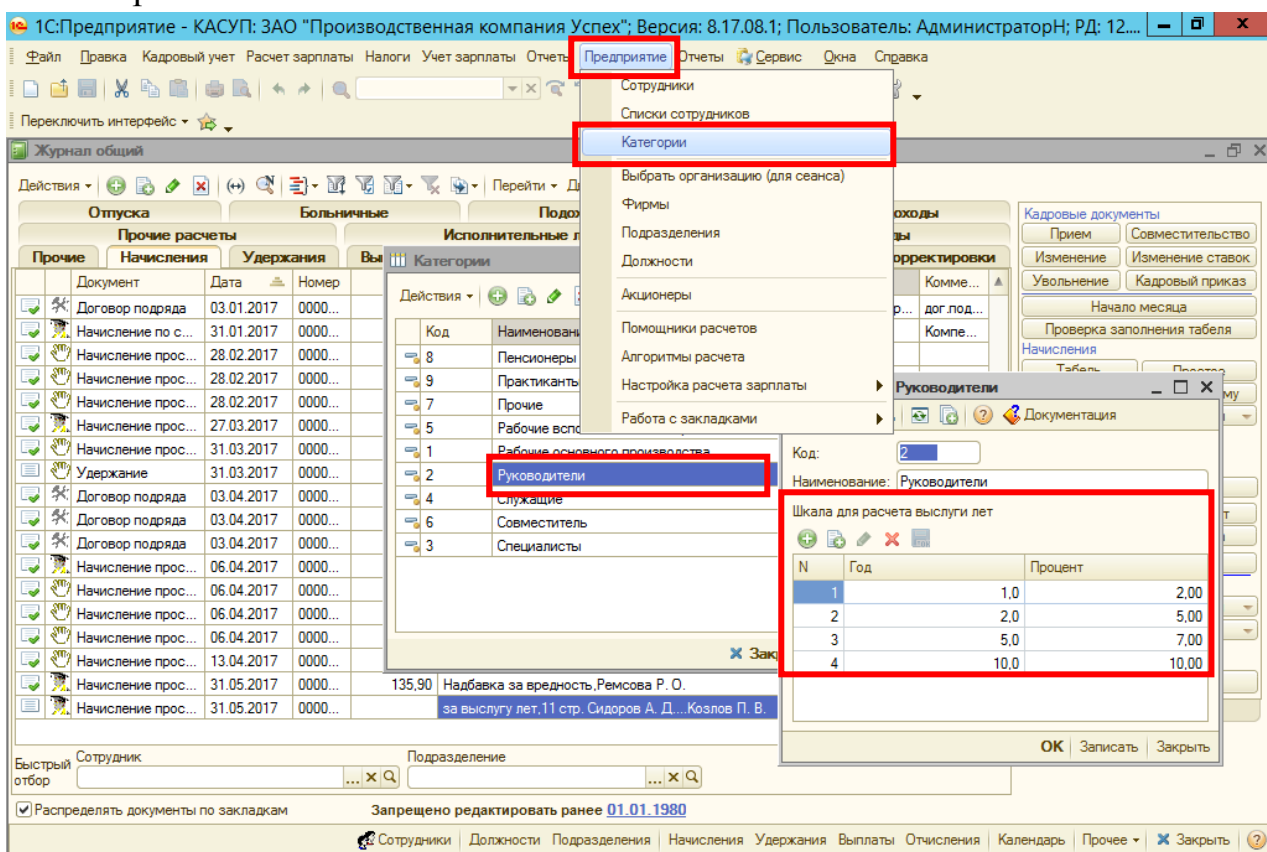 1С:Предприятие - КАСУП: ЗАО "Производственная компания Успех"; Версия: 8.17.08.1; Пользователь: АдминистраторН; РД: 12....
Файл Правка Кадровый учет Расчет зарплаты Налоги Учет зарплаты Отчеты Предприятие Отчеты Сервис Окна Справка
Переключить интерфейс
Сотрудники
Списки сотрудников
Категории
Выбрать организацию (для сеанса)
Фирмы
Подразделения
Должности
Акционеры
Помощники расчетов
Алгоритмы расчета
Настройка расчета зарплаты
Работа с закладками
Журнал общий
Действия Перейти
Отпуска Больничные
Прочие расчеты
Прочие Начисления Удержания
Документ Дата Номер Комме...
Договор подряда 03.01.2017 0000... дог.под...
Начисление по с... 31.01.2017 0000... Компе...
Начисление прос... 28.02.2017 0000...
Начисление прос... 28.02.2017 0000...
Начисление прос... 28.02.2017 0000...
Начисление прос... 27.03.2017 0000...
Начисление прос... 31.03.2017 0000...
Удержание 31.03.2017 0000...
Договор подряда 03.04.2017 0000...
Договор подряда 03.04.2017 0000...
Договор подряда 03.04.2017 0000...
Начисление прос... 06.04.2017 0000...
Начисление прос... 06.04.2017 0000...
Начисление прос... 06.04.2017 0000...
Начисление прос... 06.04.2017 0000...
Начисление прос... 13.04.2017 0000...
Начисление прос... 31.05.2017 0000... 135,90 Надбавка за вредность,Ремсова Р. О.
Начисление прос... 31.05.2017 0000... за выслугу лет,11 стр. Сидоров А. Д....Козлов П. В.
Категории
Действия
Код
8 Пенсионеры
9 Практиканты
7 Прочие
5 Рабочие
1 Рабочие основного производства
2 Руководители
4 Служащие
6 Совместитель
3 Специалисты
Кадровые документы
Прием Совместительство
Изменение Изменение ставок
Увольнение Кадровый приказ
Начало месяца
Проверка заполнения табеля
Начисления
Табель
Руководители
Документация
Код: 2
Наименование: Руководители
Шкала для расчета выслуги лет
N Год Процент
1 1,0 2,00
2 2,0 5,00
3 5,0 7,00
4 10,0 10,00
OK Записать Закрыть
Быстрый отбор Сотрудник Подразделение
Распределять документы по закладкам Запрещено редактировать ранее 01.01.1980
Сотрудники Должности Подразделения Начисления Удержания Выплаты Отчисления Календарь Прочее Закрыть